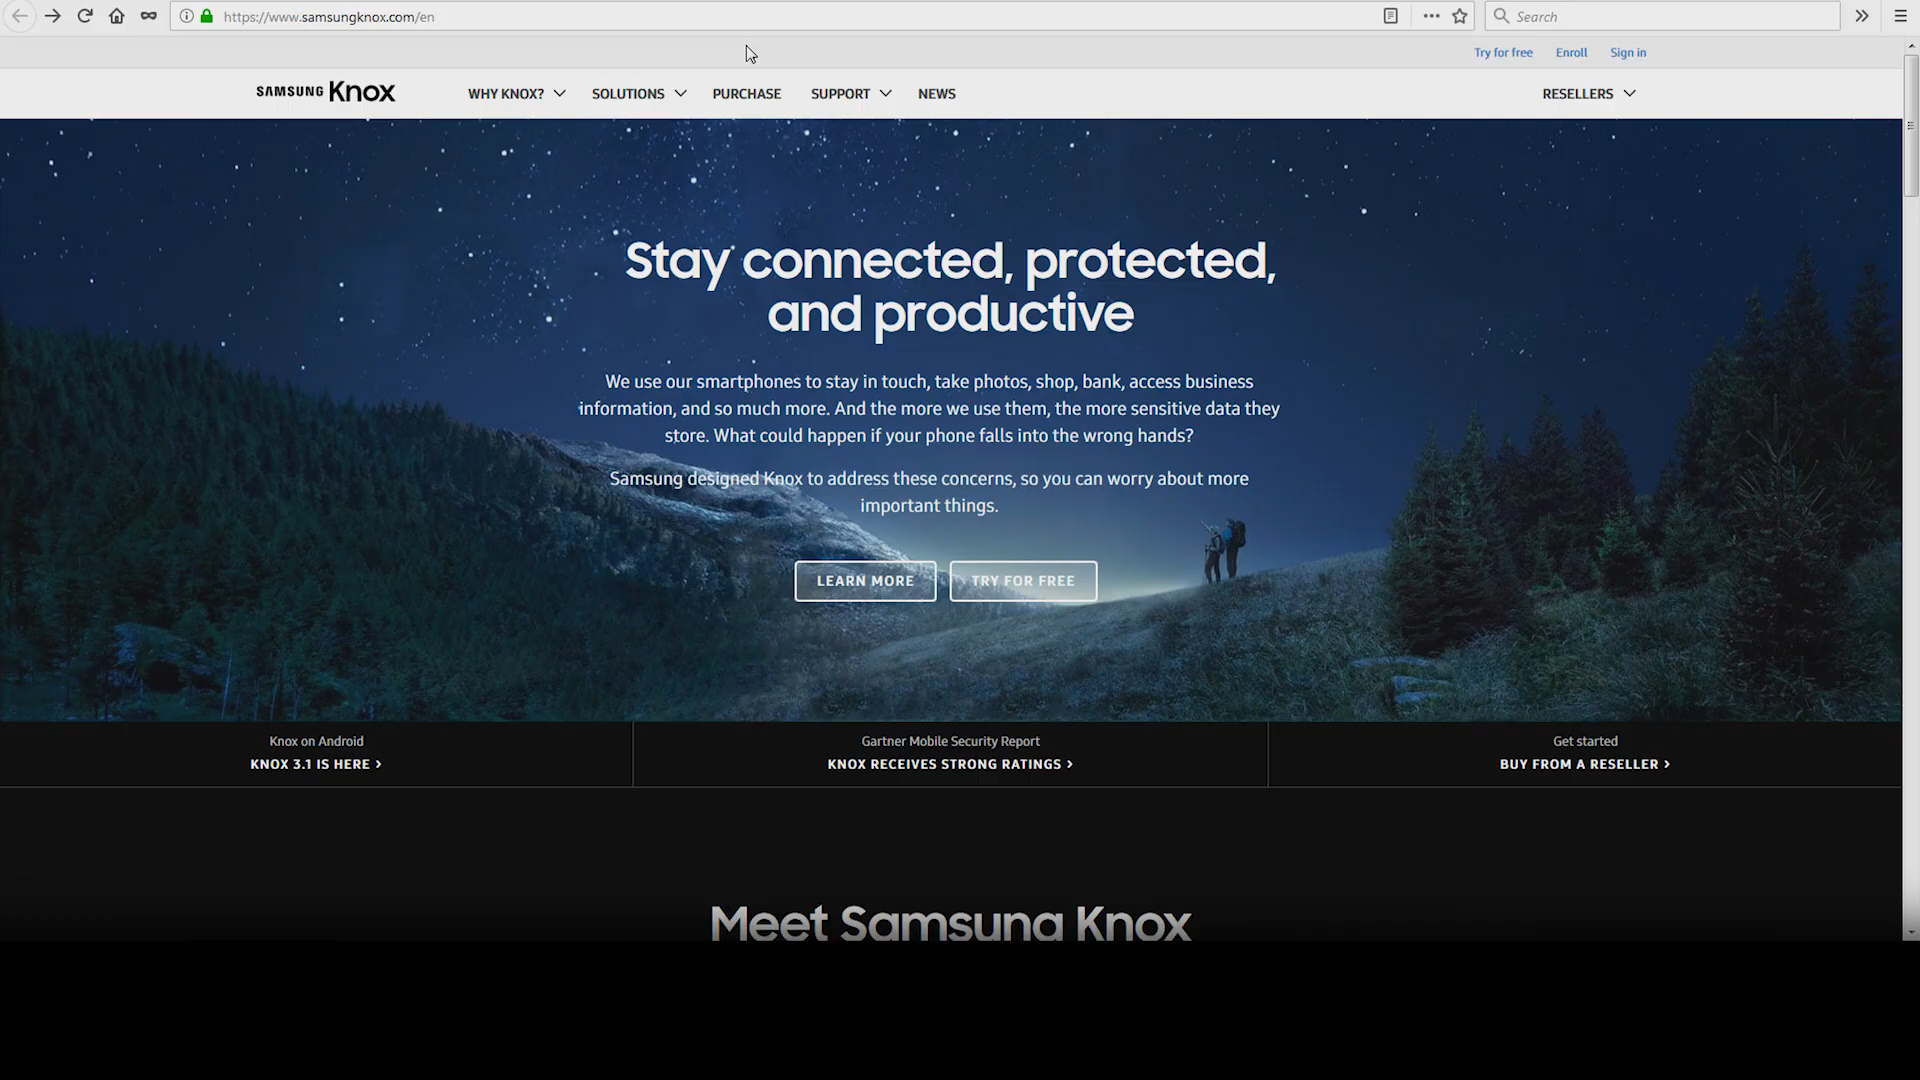 https://www.samsungknox.com/en
Search
Try for free
Enroll
Sign in
SAMSUNG Knox
WHY KNOX?
SOLUTIONS
PURCHASE
SUPPORT
NEWS
RESELLERS
Stay connected, protected,
and productive
We use our smartphones to stay in touch, take photos, shop, bank, access business
information, and so much more. And the more we use them, the more sensitive data they
store. What could happen if your phone falls into the wrong hands?
Samsung designed Knox to address these concerns, so you can worry about more
important things.
LEARN MORE
TRY FOR FREE
Knox on Android
KNOX 3.1 IS HERE >
Gartner Mobile Security Report
KNOX RECEIVES STRONG RATINGS >
Get started
BUY FROM A RESELLER >
Meet Samsung Knox